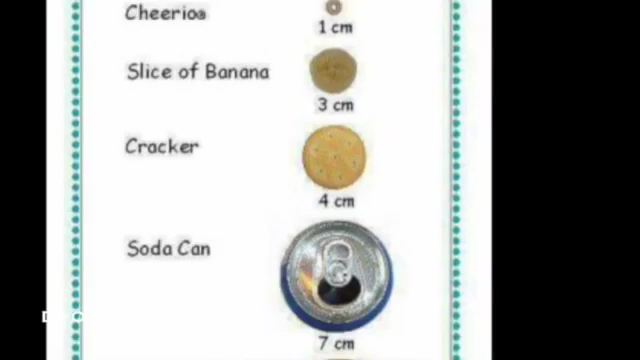 Cheerios®
1 cm
Slice of Banana
3 cm
Cracker
4 cm
Soda Can
7 cm